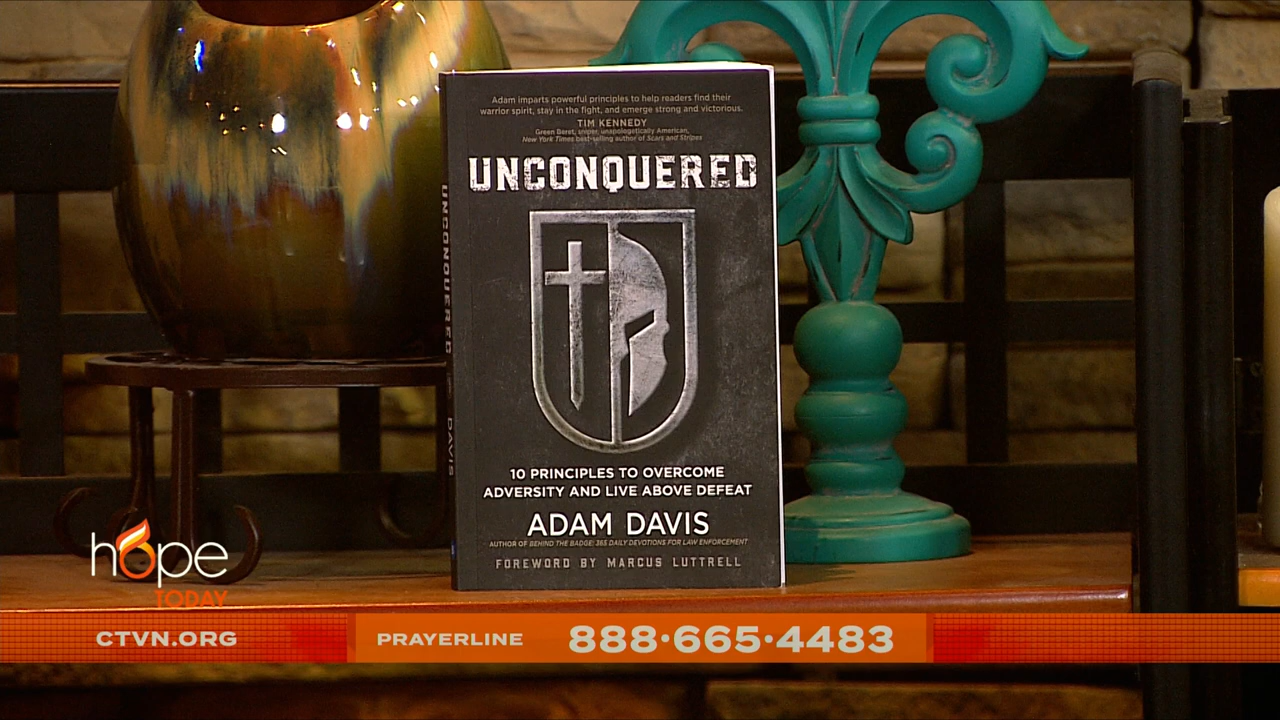 Adam imparts powerful principles to help readers find their
warrior spirit, stay in the fight, and emerge strong and victorious.
TIM KENNEDY
Green Beret, sniper, unapologetically American,
New York Times best-selling author of Scars and Stripes
UNCONQUERED
UNCONQUERED
DAVIS
10 PRINCIPLES TO OVERCOME
ADVERSITY AND LIVE ABOVE DEFEAT
ADAM DAVIS
AUTHOR OF BEHIND THE BADGE: 365 DAILY DEVOTIONS FOR LAW ENFORCEMENT
FOREWORD BY MARCUS LUTTRELL
hope
TODAY
CTVN.ORG
PRAYERLINE
888·665·4483